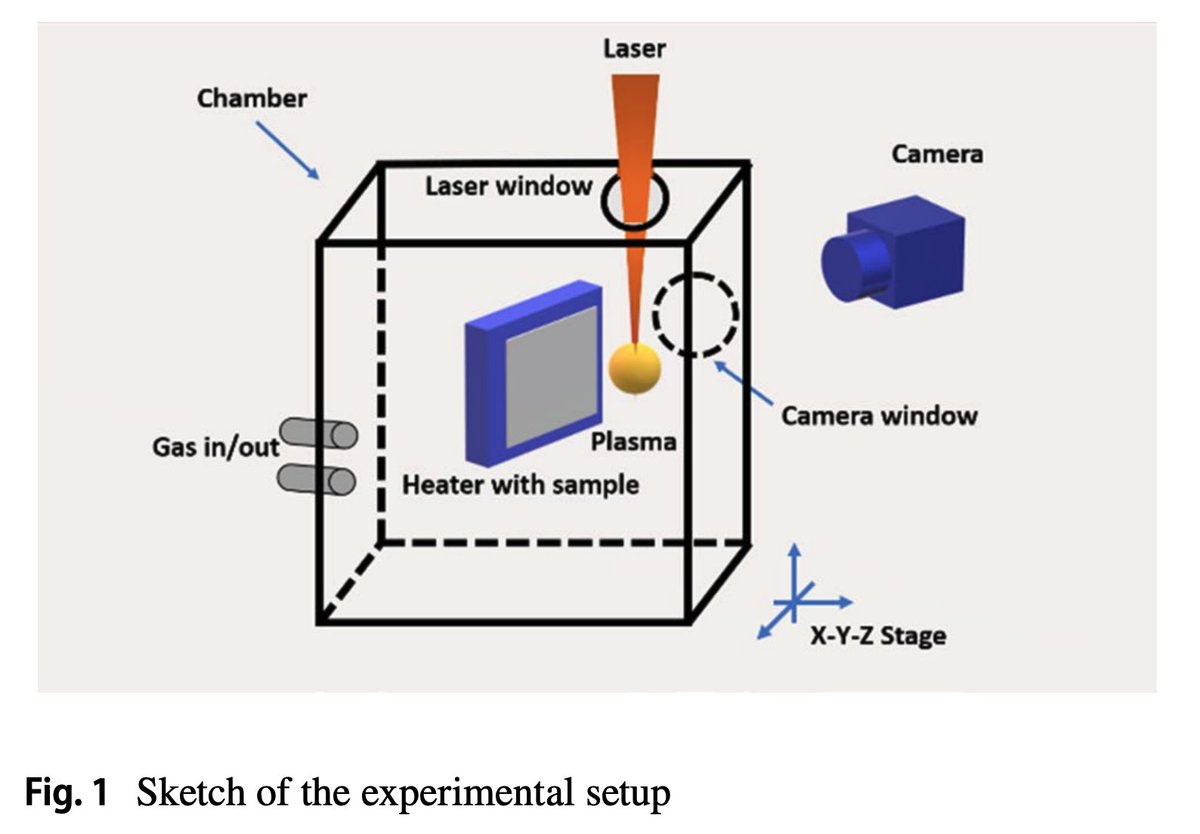 Laser
Chamber
Camera
Laser window
Camera window
Gas in/out
Plasma
Heater with sample
X-Y-Z Stage
Fig. 1 Sketch of the experimental setup